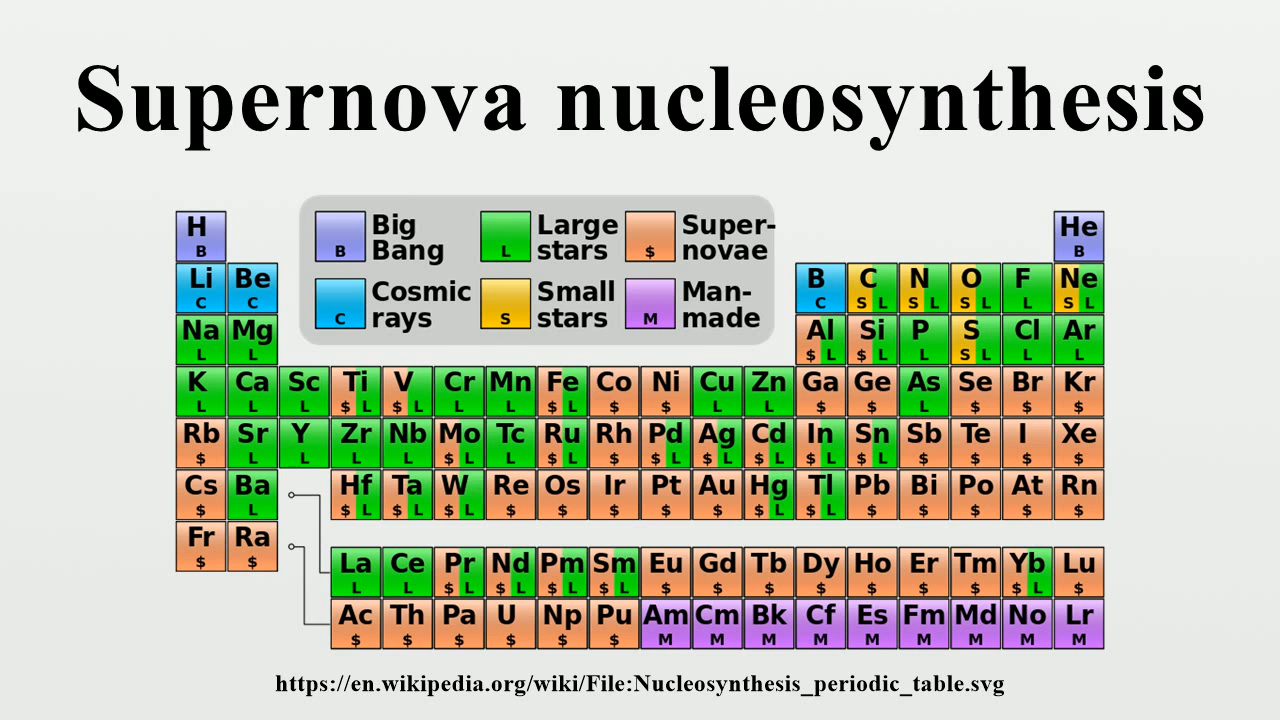 Supernova nucleosynthesis
H B
He B
B Big Bang
L Large stars
$ Super-novae
C Cosmic rays
S Small stars
M Man-made
Li C Be C B C C S L N S L O S L F L Ne S L
Na L Mg L Al $ L Si $ L P L S S L Cl L Ar L
K L Ca L Sc L Ti $ L V $ L Cr L Mn L Fe $ L Co $ Ni $ Cu L Zn L Ga $ Ge $ As L Se $ Br $ Kr $
Rb $ Sr L Y L Zr L Nb L Mo $ L Tc L Ru $ L Rh $ Pd $ L Ag $ L Cd $ L In $ L Sn $ L Sb $ Te $ I $ Xe $
Cs $ Ba L Hf $ L Ta $ L W $ L Re $ Os $ Ir $ Pt $ Au $ Hg $ L Tl $ L Pb $ Bi $ Po $ At $ Rn $
Fr $ Ra $
La L Ce L Pr $ L Nd $ L Pm $ L Sm $ L Eu $ Gd $ Tb $ Dy $ Ho $ Er $ Tm $ Yb $ L Lu $
Ac $ Th $ Pa $ U $ Np $ Pu $ Am M Cm M Bk M Cf M Es M Fm M Md M No M Lr M
https://en.wikipedia.org/wiki/File:Nucleosynthesis_periodic_table.svg